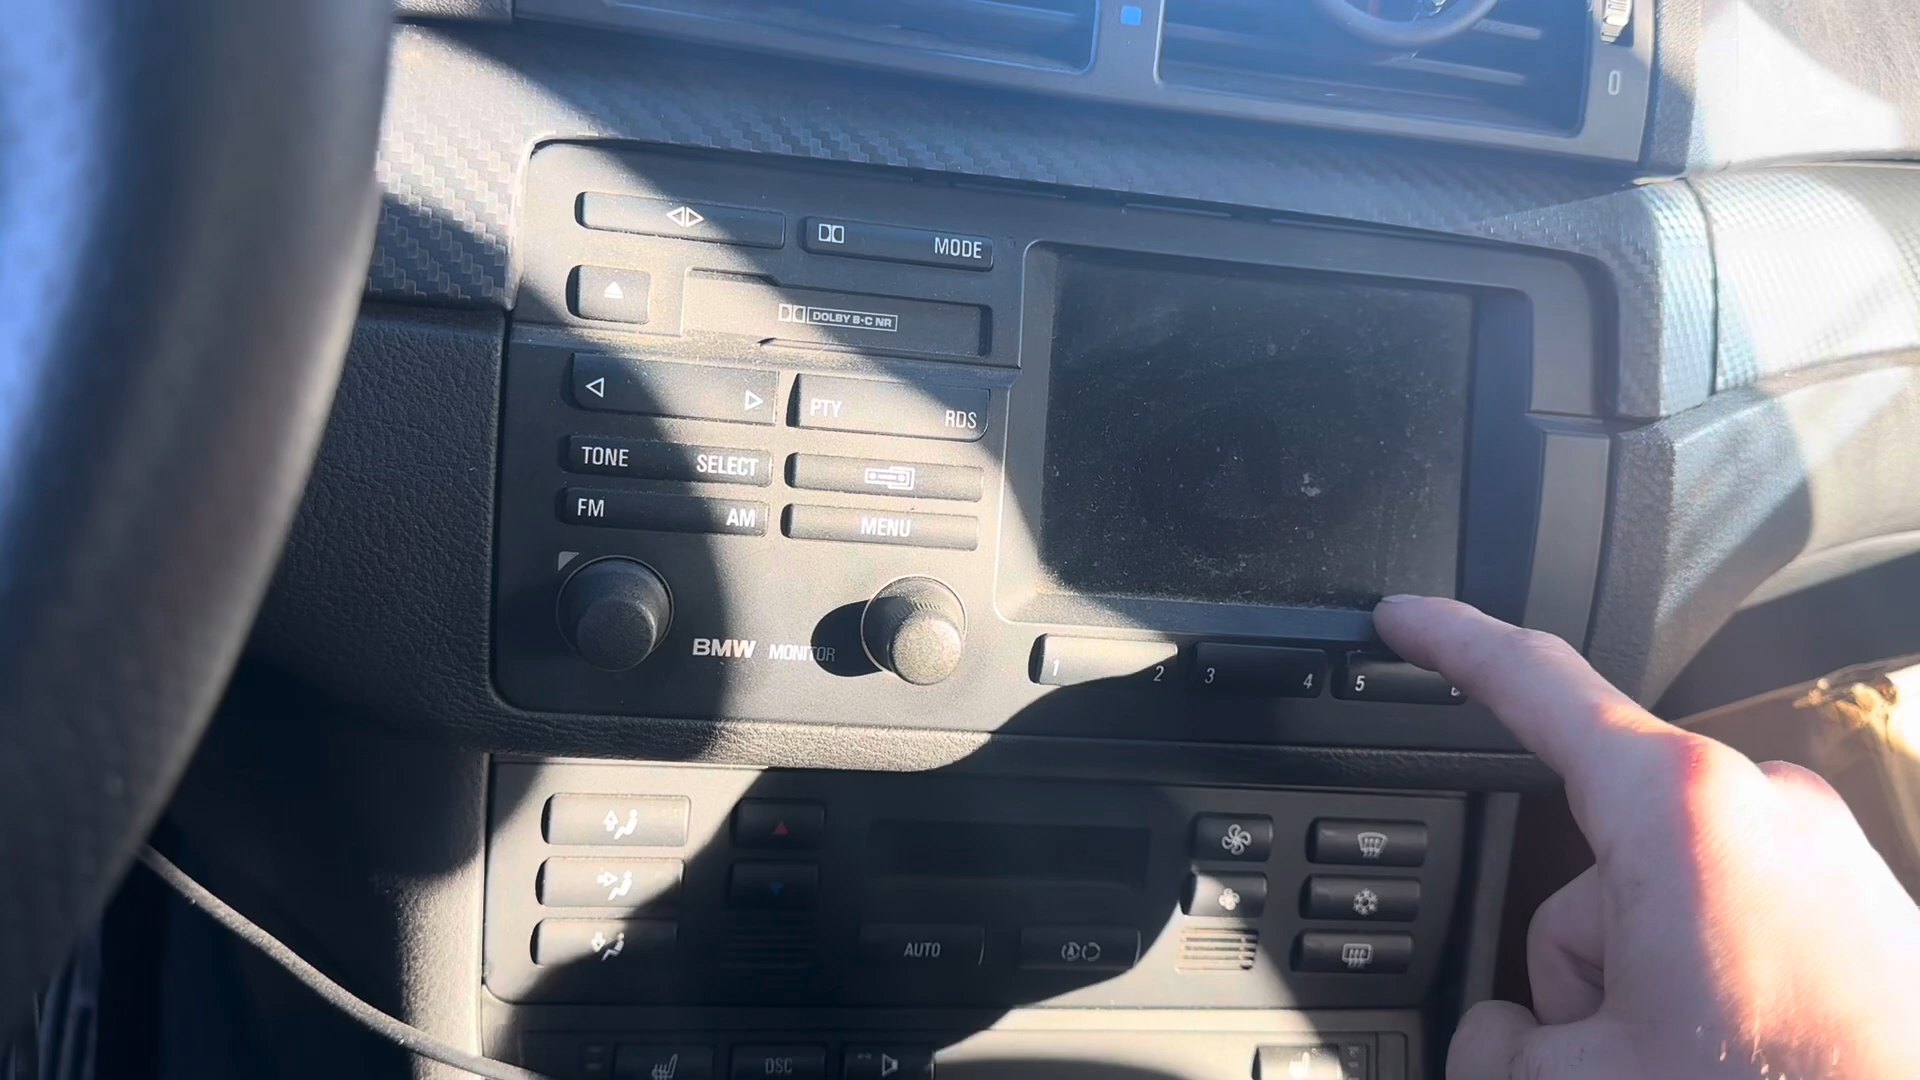 MODE
DOLBY B·C NR
PTY RDS
TONE SELECT
FM AM
MENU
BMW MONITOR
1 2 3 4 5
AUTO
DSC
0